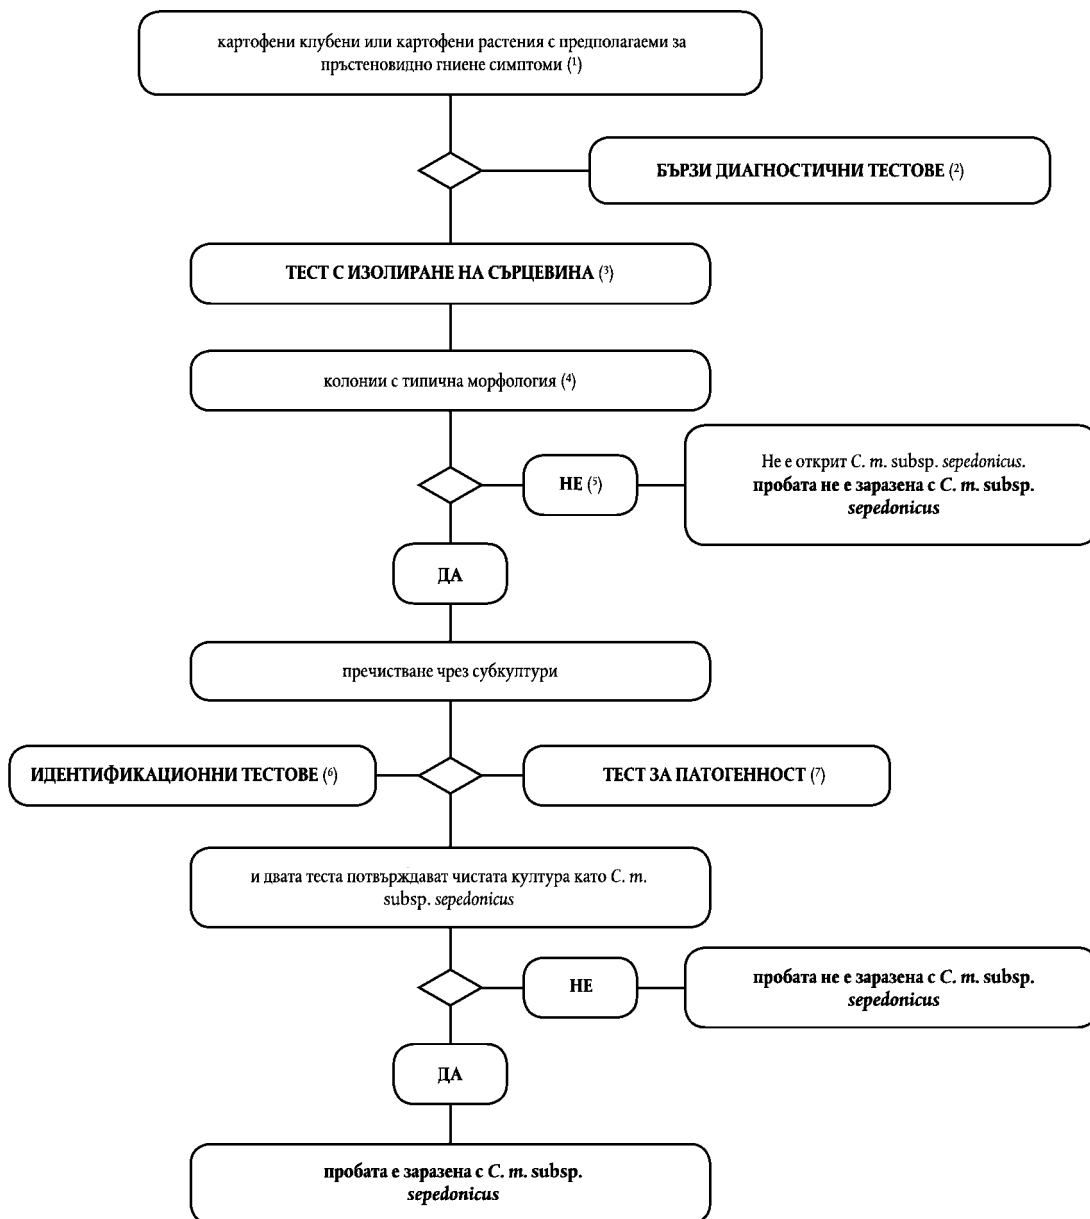 картофени клубени или картофени растения с предполагаеми за
пръстеновидно гниене симптоми (¹)
БЪРЗИ ДИАГНОСТИЧНИ ТЕСТОВЕ (²)
ТЕСТ С ИЗОЛИРАНЕ НА СЪРЦЕВИНА (³)
колонии с типична морфология (⁴)
НЕ (⁵)
Не е открит C. m. subsp. sepedonicus.
пробата не е заразена с C. m. subsp.
sepedonicus
ДА
пречистване чрез субкултури
ИДЕНТИФИКАЦИОННИ ТЕСТОВЕ (⁶)
ТЕСТ ЗА ПАТОГЕННОСТ (⁷)
и двата теста потвърждават чистата култура като C. m.
subsp. sepedonicus
НЕ
пробата не е заразена с C. m. subsp.
sepedonicus
ДА
пробата е заразена с C. m. subsp.
sepedonicus